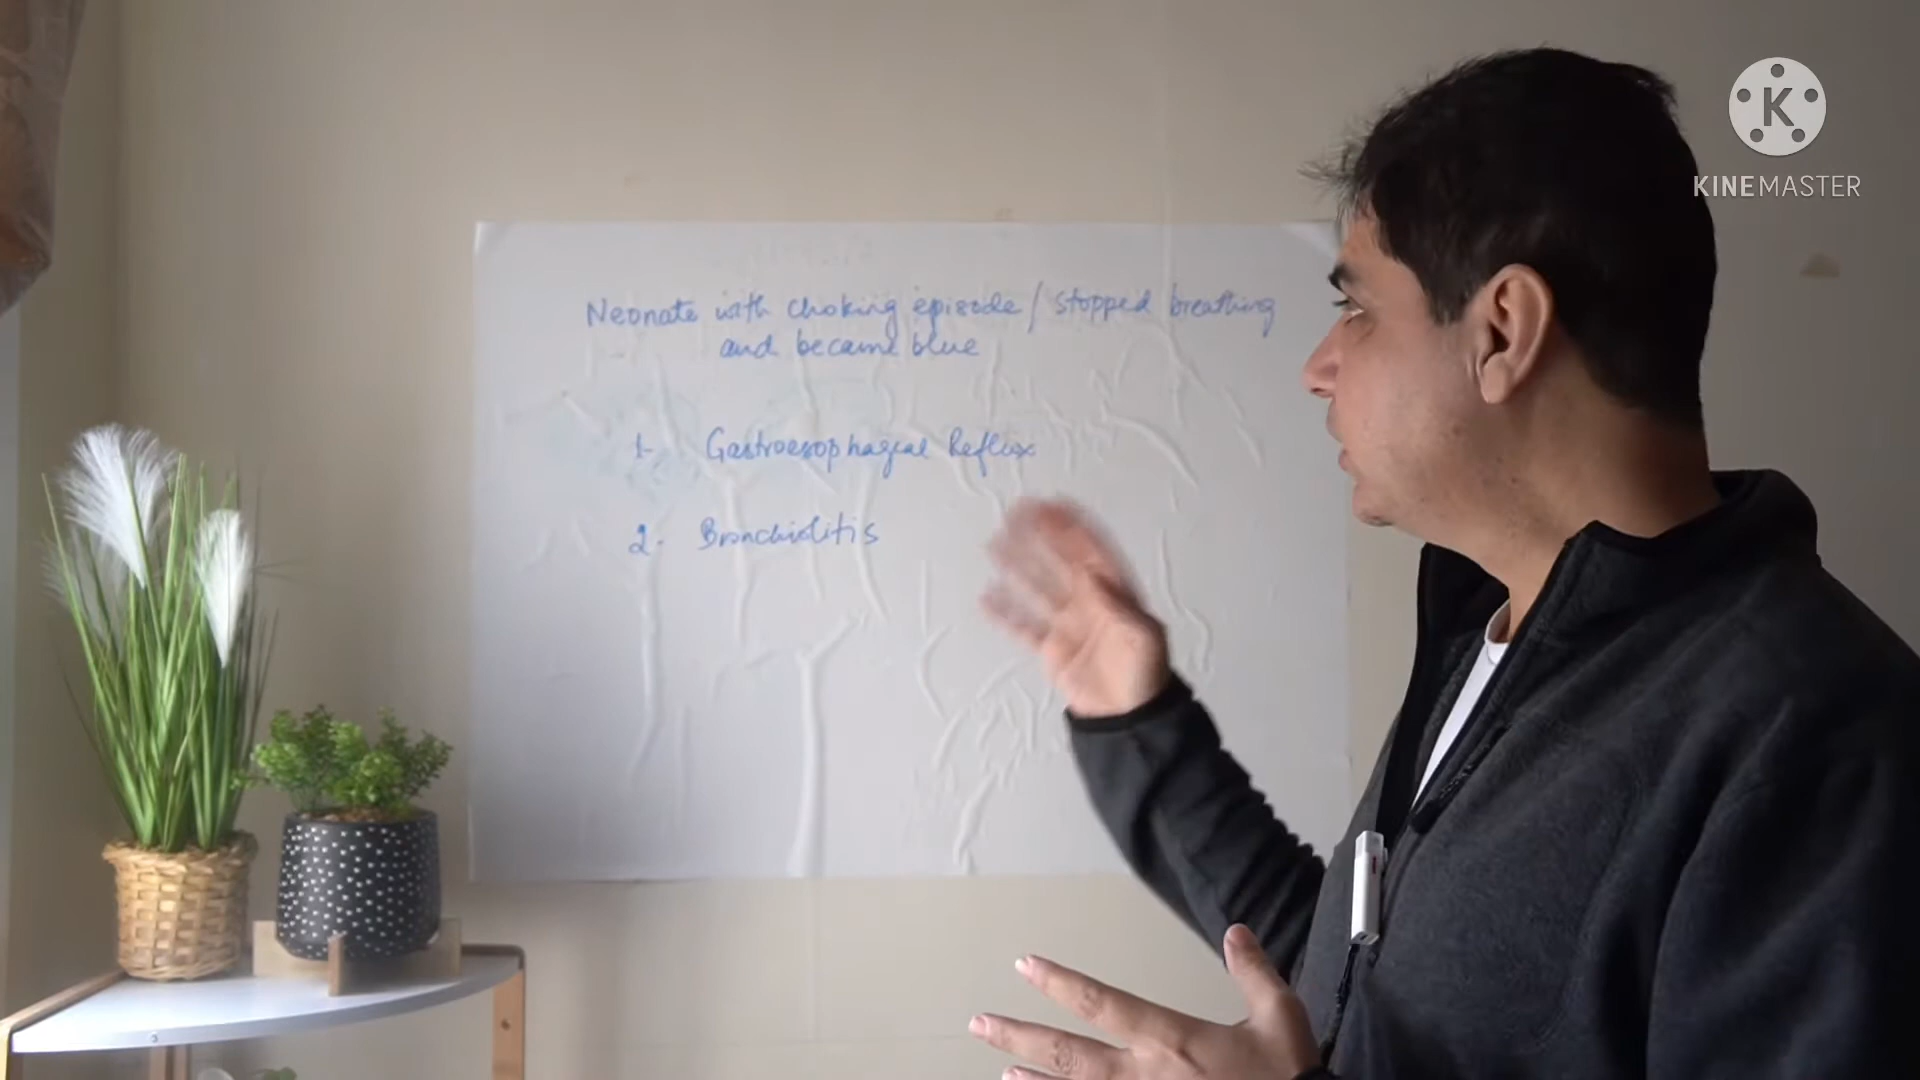 Neonate with choking episode / stopped breathing
and became blue
1- Gastroesophageal Reflux
2. Bronchiolitis
K
KINEMASTER